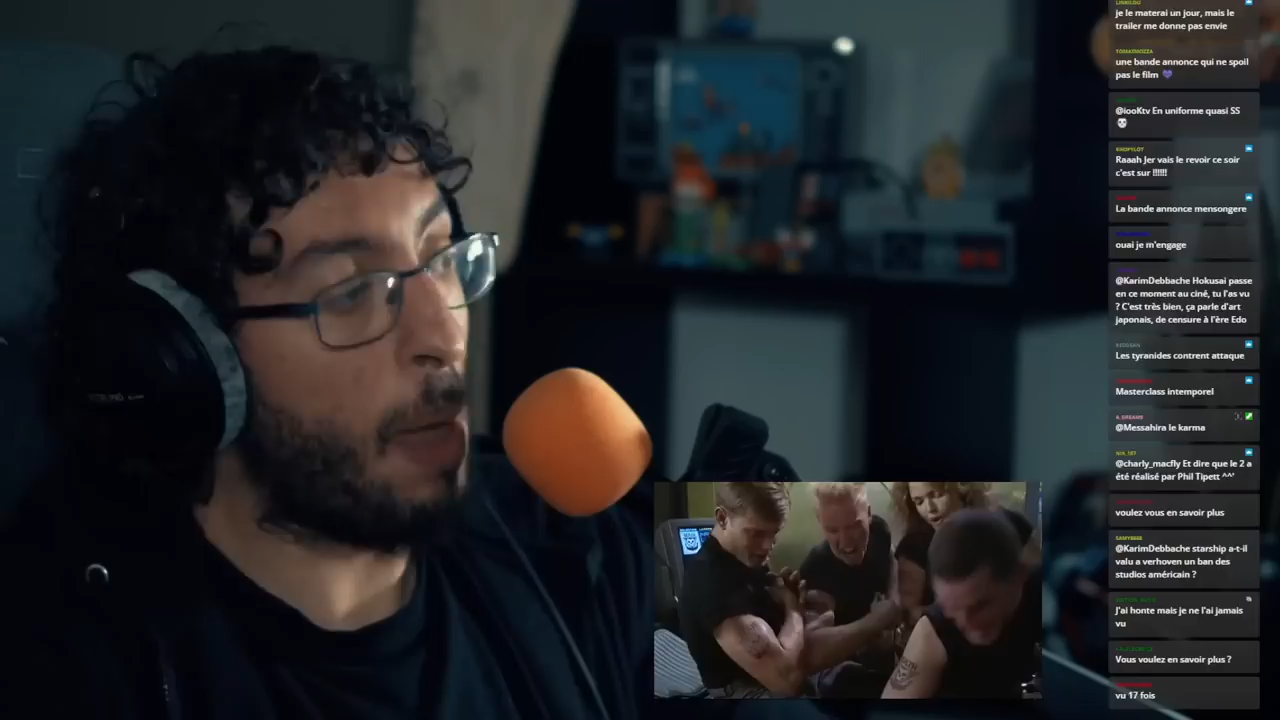 je le materai un jour, mais le
trailer me donne pas envie
une bande annonce qui ne spoil
pas le film 💜
@iooKtv En uniforme quasi SS
💀
Raaah Jer vais le revoir ce soir
c'est sur !!!!!!
La bande annonce mensongere
ouai je m'engage
@KarimDebbache Hokusai passe
en ce moment au ciné, tu l'as vu
? C'est très bien, ça parle d'art
japonais, de censure à l'ère Edo
Les tyranides contrent attaque
Masterclass intemporel
@Messahira le karma
@charly_macfly Et dire que le 2 a
été réalisé par Phil Tipett ^^'
voulez vous en savoir plus
@KarimDebbache starship a-t-il
valu a verhoven un ban des
studios américain ?
J'ai honte mais je ne l'ai jamais
vu
Vous voulez en savoir plus ?
vu 17 fois